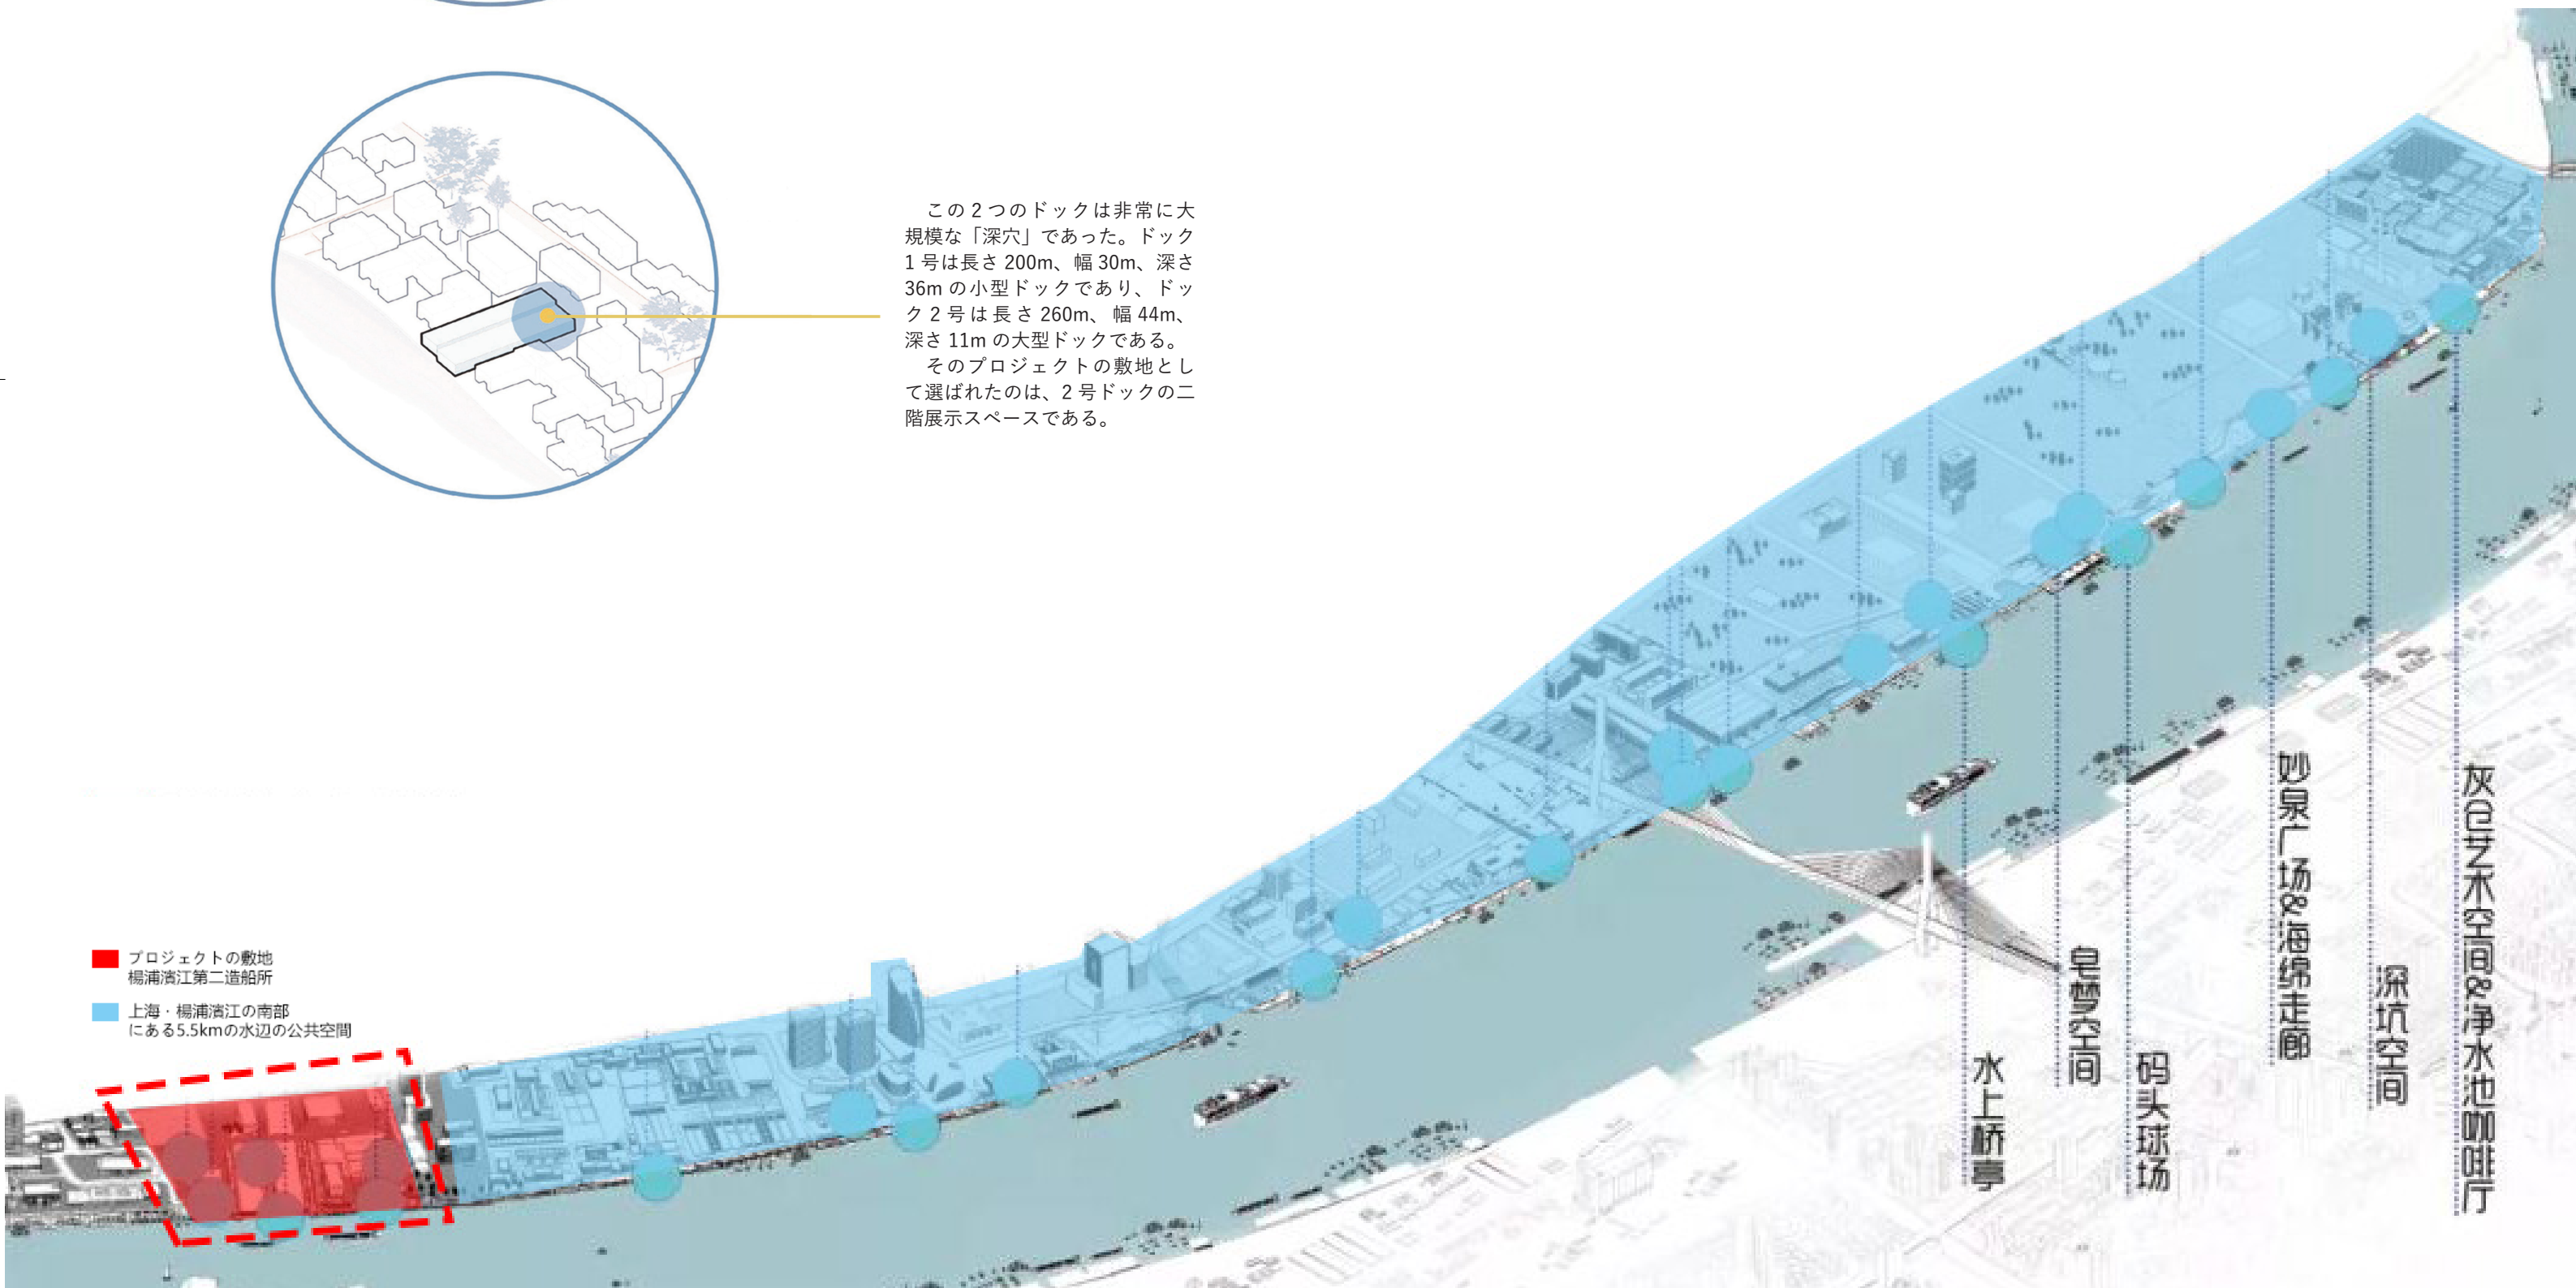 この2つのドックは非常に大
規模な「深穴」であった。ドック
1号は長さ 200m、幅 30m、深さ
36m の小型ドックであり、ドッ
ク2号は長さ 260m、幅 44m、
深さ 11m の大型ドックである。
そのプロジェクトの敷地とし
て選ばれたのは、2号ドックの二
階展示スペースである。
プロジェクトの敷地
楊浦濱江第二造船所
上海・楊浦濱江の南部
にある5.5kmの水辺の公共空間
水上桥亭
皂梦空间
码头球场
妙泉广场&海绵走廊
深坑空间
灰仓艺术空间&净水池咖啡厅